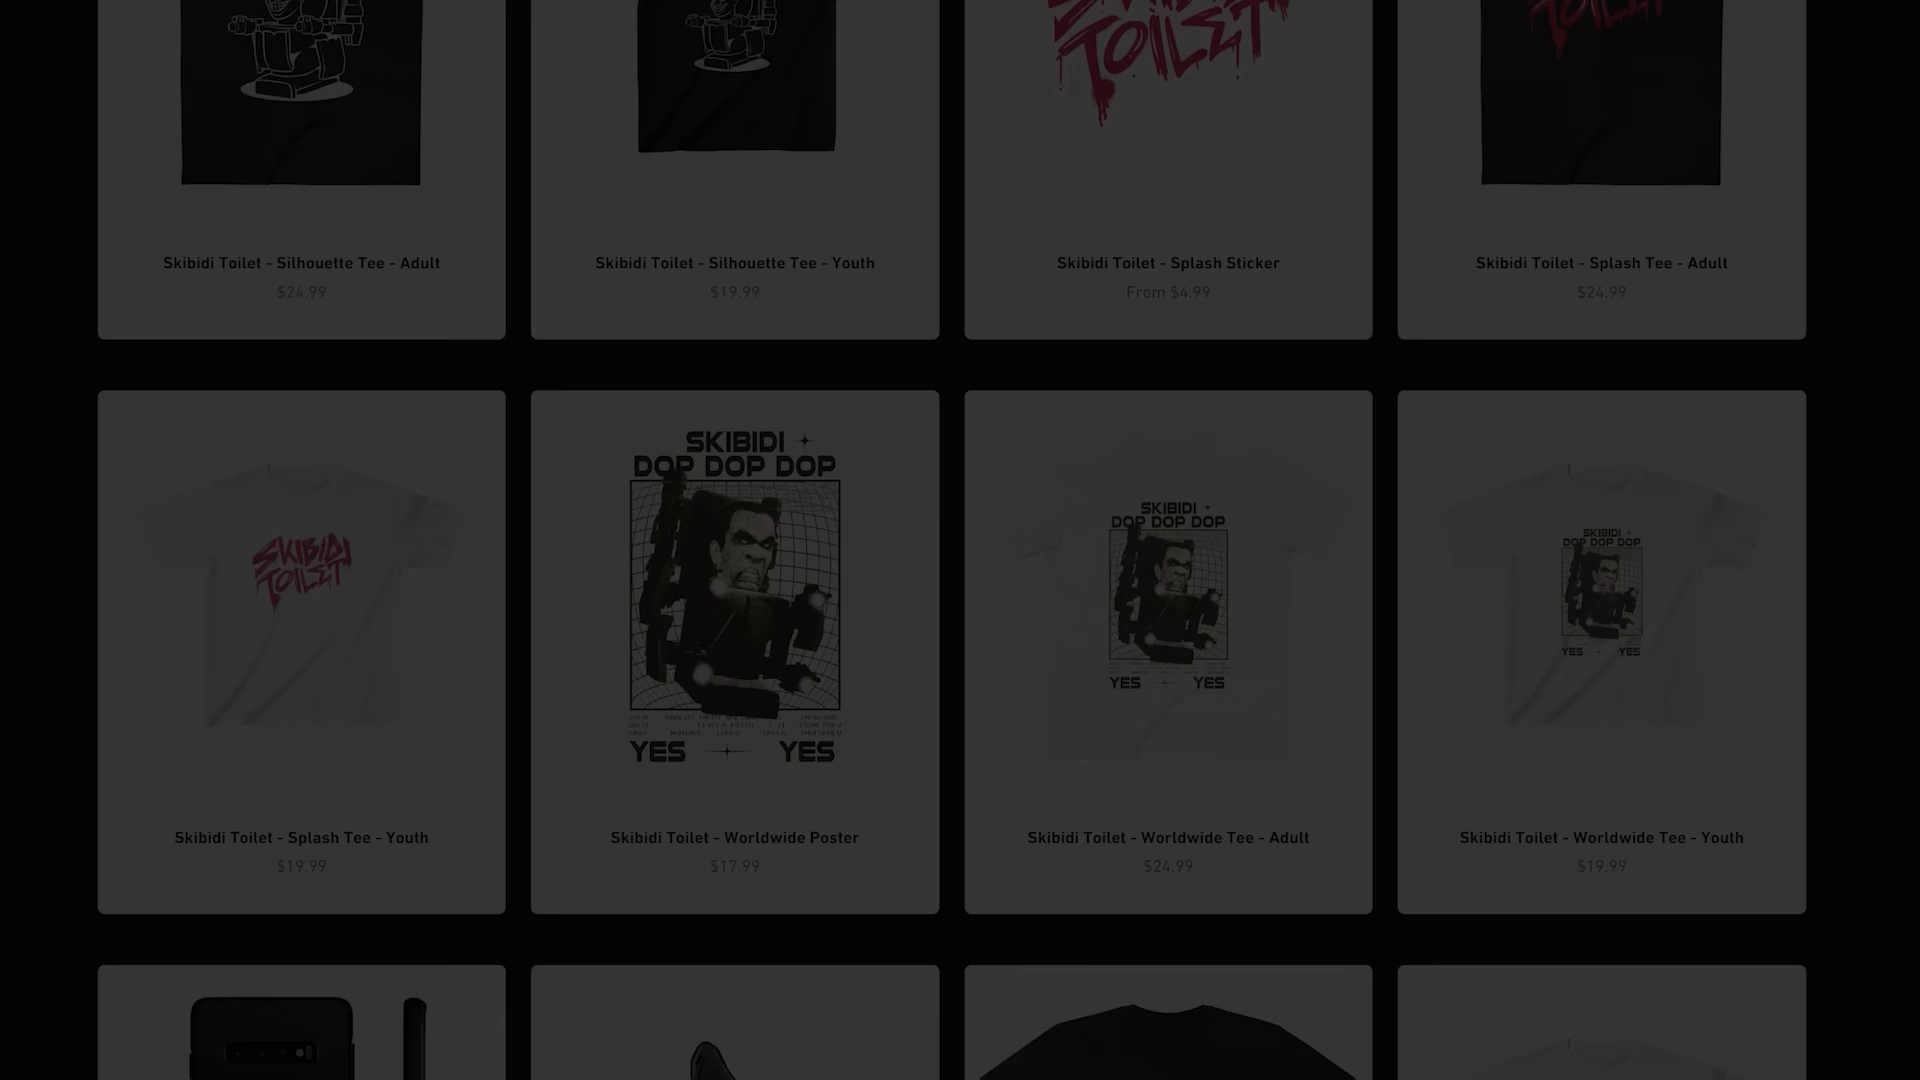 TOILET
TOILET
Skibidi Toilet - Silhouette Tee - Adult
$24.99
Skibidi Toilet - Silhouette Tee - Youth
$19.99
Skibidi Toilet - Splash Sticker
From $4.99
Skibidi Toilet - Splash Tee - Adult
$24.99
SKIBIDI
TOILET
SKIBIDI
DOP DOP DOP
YES YES
SKIBIDI
DOP DOP DOP
YES YES
SKIBIDI
DOP DOP DOP
YES YES
Skibidi Toilet - Splash Tee - Youth
$19.99
Skibidi Toilet - Worldwide Poster
$17.99
Skibidi Toilet - Worldwide Tee - Adult
$24.99
Skibidi Toilet - Worldwide Tee - Youth
$19.99